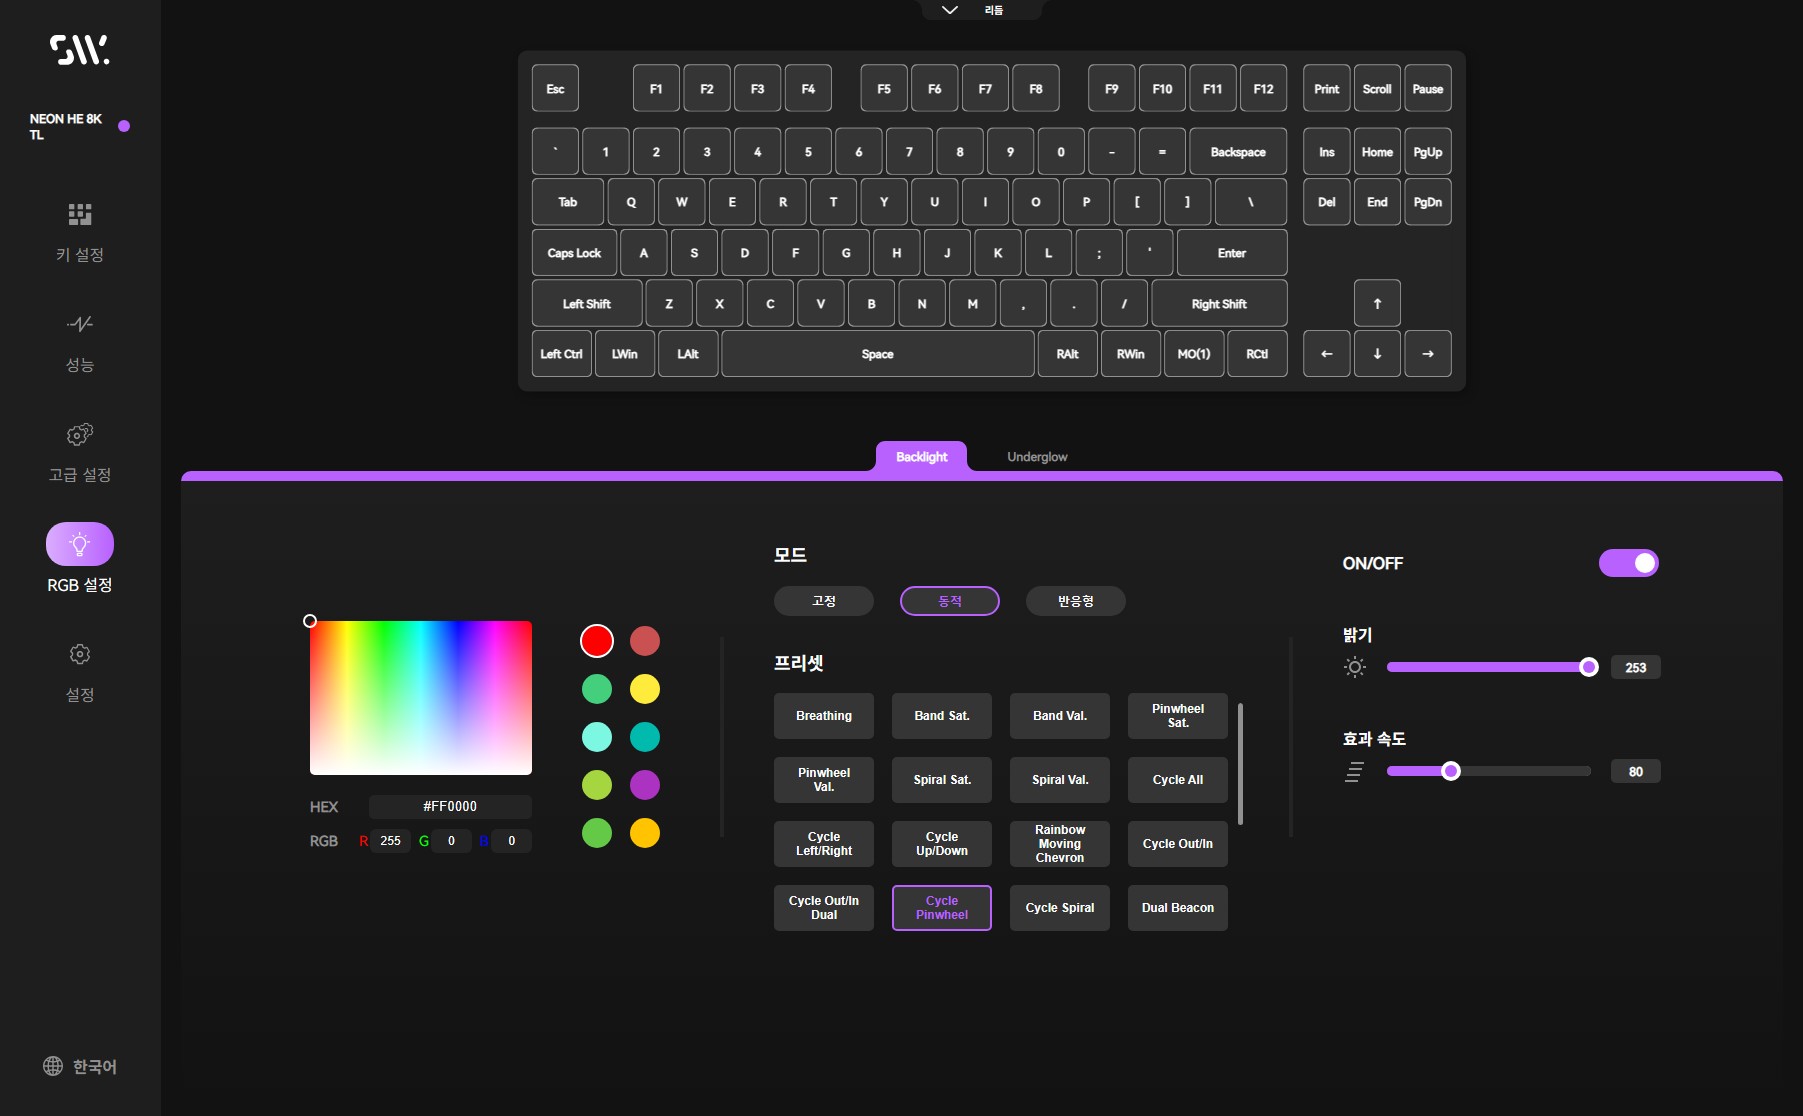 리듬
SW.
NEON HE 8K
TL
키 설정
성능
고급 설정
RGB 설정
설정
한국어
Esc F1 F2 F3 F4 F5 F6 F7 F8 F9 F10 F11 F12 Print Scroll Pause
` 1 2 3 4 5 6 7 8 9 0 - = Backspace Ins Home PgUp
Tab Q W E R T Y U I O P [ ] \ Del End PgDn
Caps Lock A S D F G H J K L ; ' Enter
Left Shift Z X C V B N M , . / Right Shift ↑
Left Ctrl LWin LAlt Space RAlt RWin MO(1) RCtl ← ↓ →
Backlight Underglow
HEX #FF0000
RGB R 255 G 0 B 0
모드
고정 동적 반응형
프리셋
Breathing Band Sat. Band Val. Pinwheel
Sat.
Pinwheel
Val. Spiral Sat. Spiral Val. Cycle All
Cycle
Left/Right Cycle
Up/Down Rainbow
Moving
Chevron Cycle Out/In
Cycle Out/In
Dual Cycle
Pinwheel Cycle Spiral Dual Beacon
ON/OFF
밝기
253
효과 속도
80